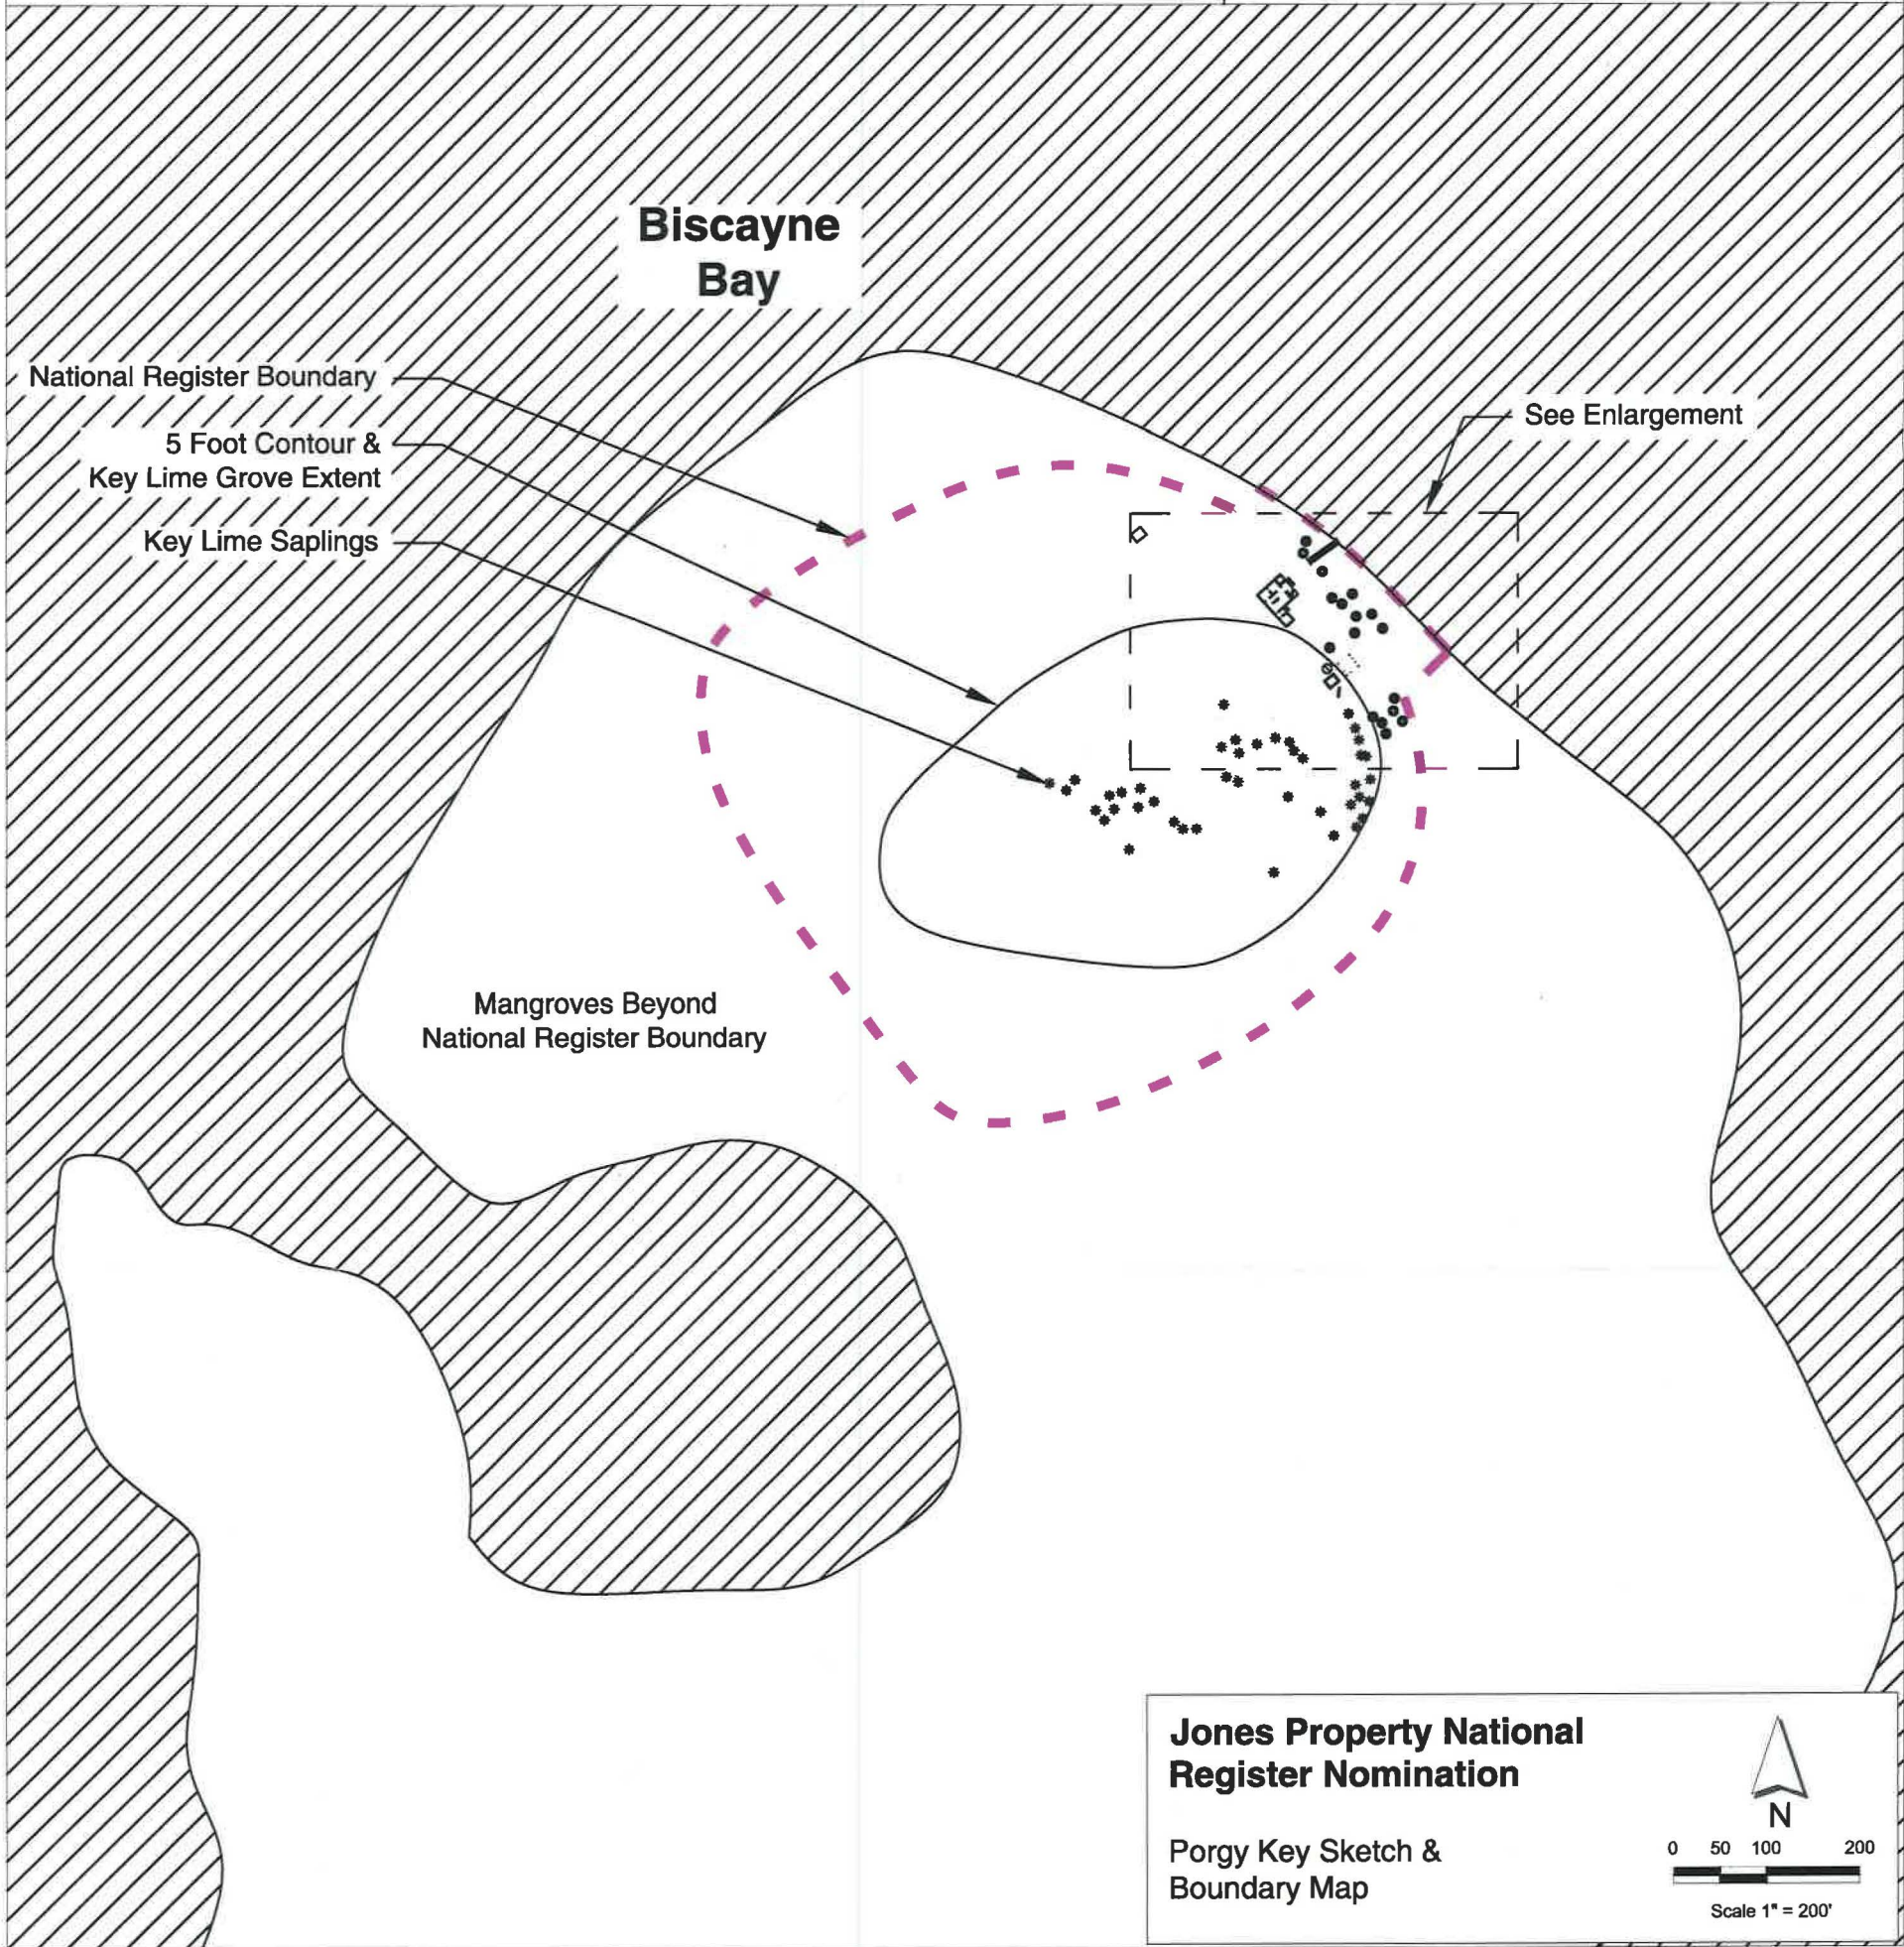 Biscayne
Bay
National Register Boundary
See Enlargement
5 Foot Contour &
Key Lime Grove Extent
Key Lime Saplings
Mangroves Beyond
National Register Boundary
Jones Property National
Register Nomination
N
Porgy Key Sketch &
Boundary Map
0 50 100 200
Scale 1" = 200'